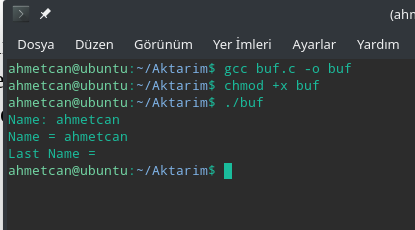 (ahm
Dosya Düzen Görünüm Yer İmleri Ayarlar Yardım
ahmetcan@ubuntu:~/Aktarim$ gcc buf.c -o buf
ahmetcan@ubuntu:~/Aktarim$ chmod +x buf
ahmetcan@ubuntu:~/Aktarim$ ./buf
Name: ahmetcan
Name = ahmetcan
Last Name =
ahmetcan@ubuntu:~/Aktarim$